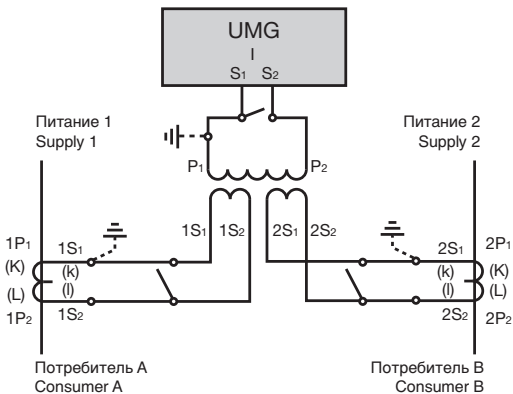 UMG
I
S1 S2
Питание 1
Supply 1
Питание 2
Supply 2
P1 P2
1S1 1S2 2S1 2S2
1P1 1S1 2S1 2P1
(K) (k) (k) (K)
(L) (l) (l) (L)
1P2 1S2 2S2 2P2
Потребитель A
Consumer A
Потребитель B
Consumer B